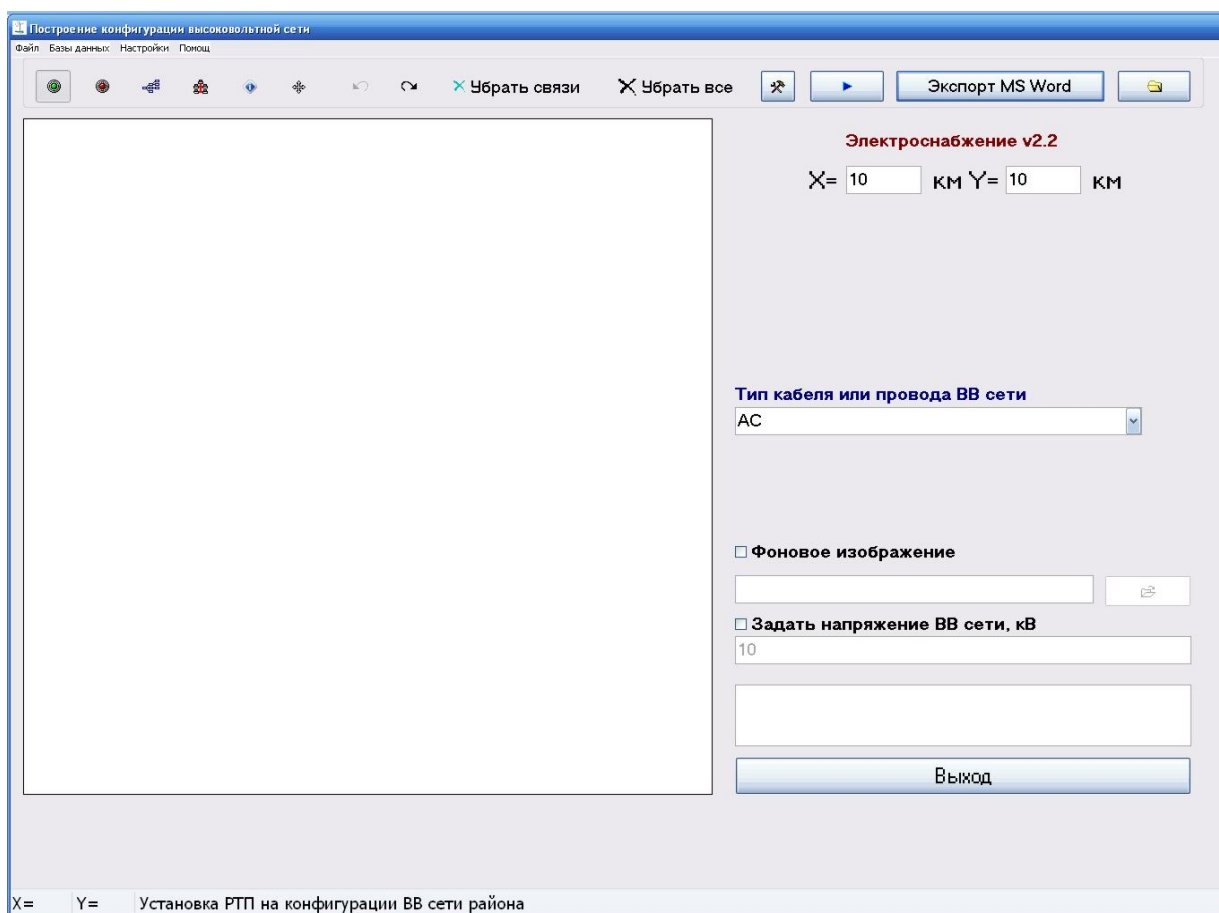 Построение конфигурации высоковольтной сети
Файл Базы данных Настройки Помощ
Убрать связи Убрать все Экспорт MS Word
Электроснабжение v2.2
X= 10 км Y= 10 км
Тип кабеля или провода ВВ сети
АС
Фоновое изображение
Задать напряжение ВВ сети, кВ
10
Выход
X= Y= Установка РТП на конфигурации ВВ сети района